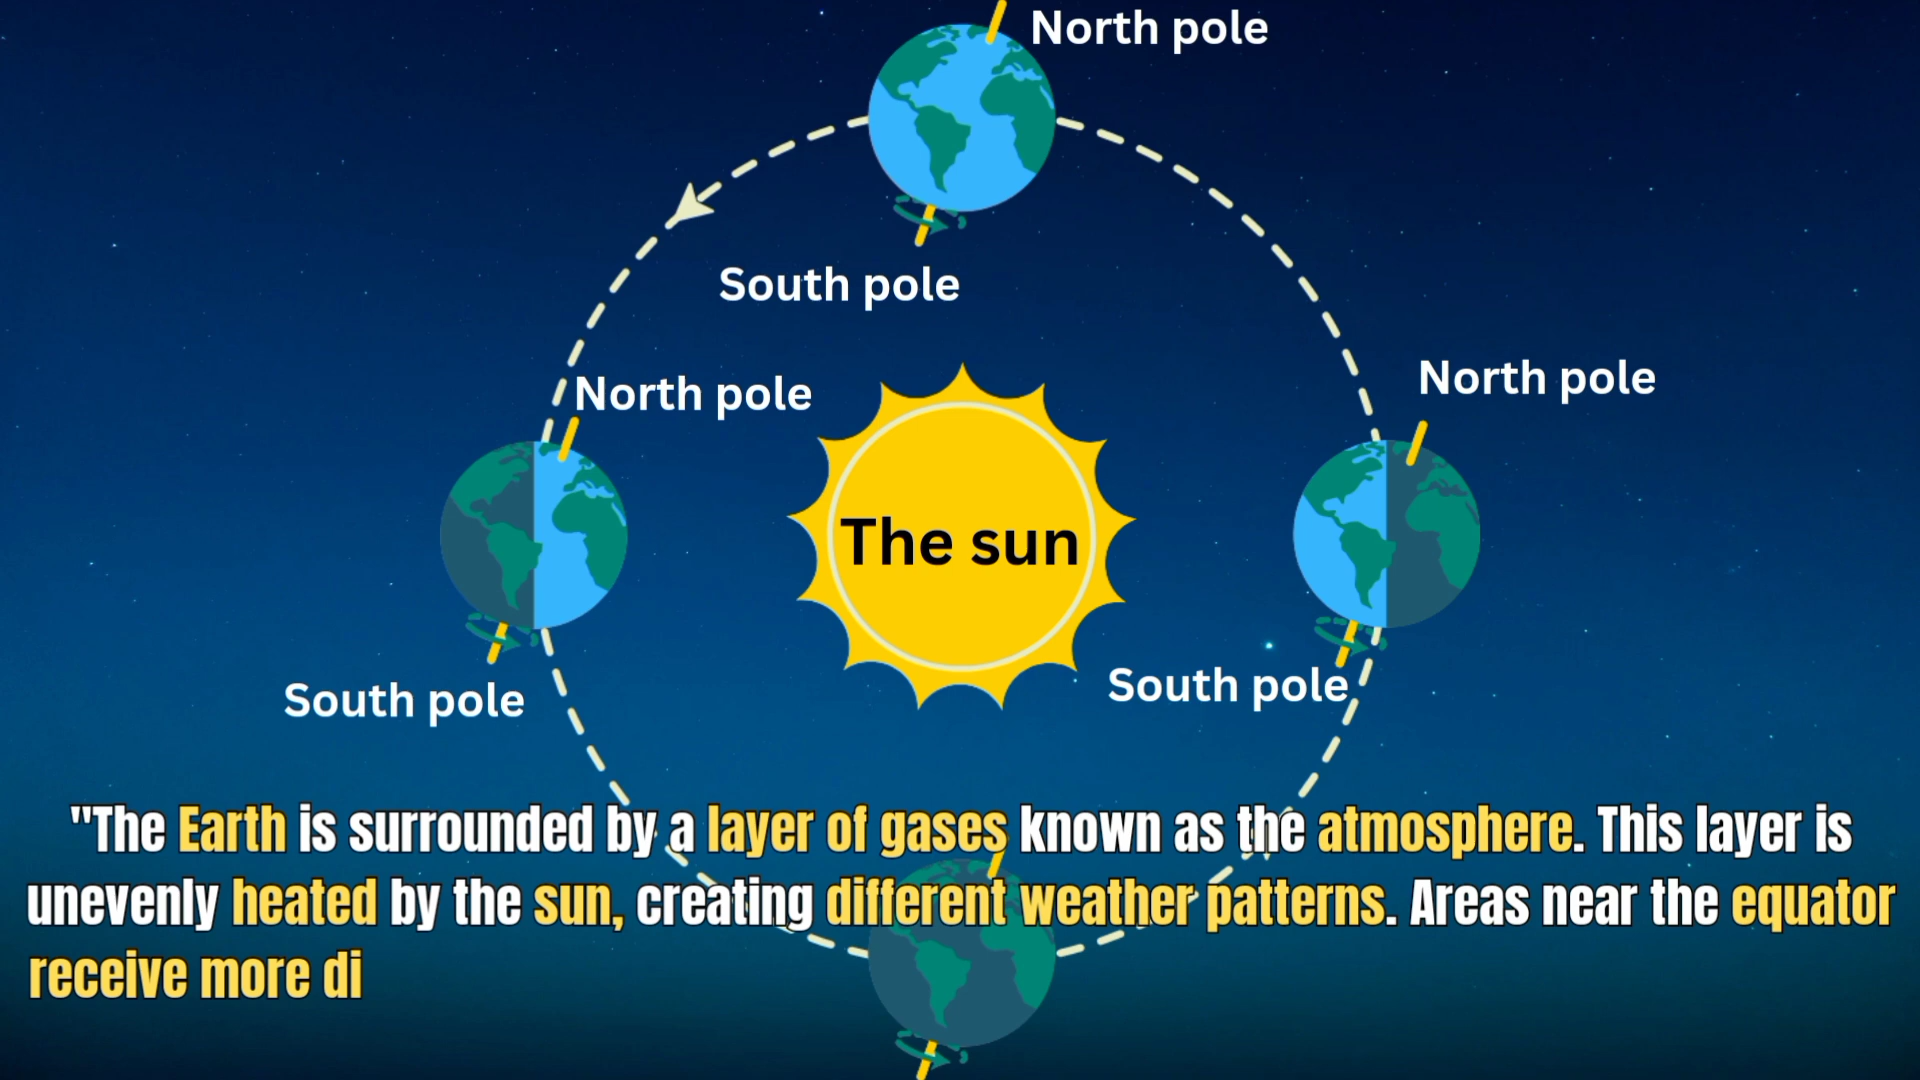 North pole
South pole
North pole
North pole
The sun
South pole
South pole
"The Earth is surrounded by a layer of gases known as the atmosphere. This layer is
unevenly heated by the sun, creating different weather patterns. Areas near the equator
receive more di